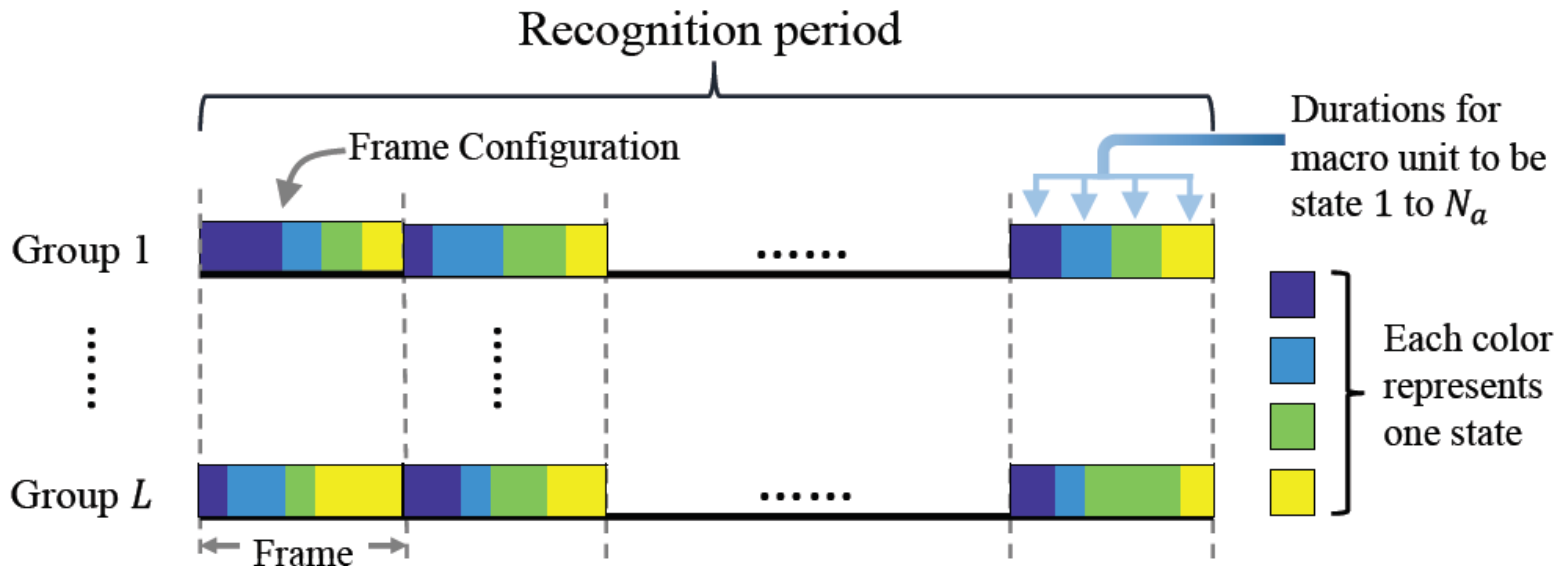 Recognition period
Frame Configuration
Durations for
macro unit to be
state 1 to N_a
Group 1
......
Each color
represents
one state
Group L
......
Frame